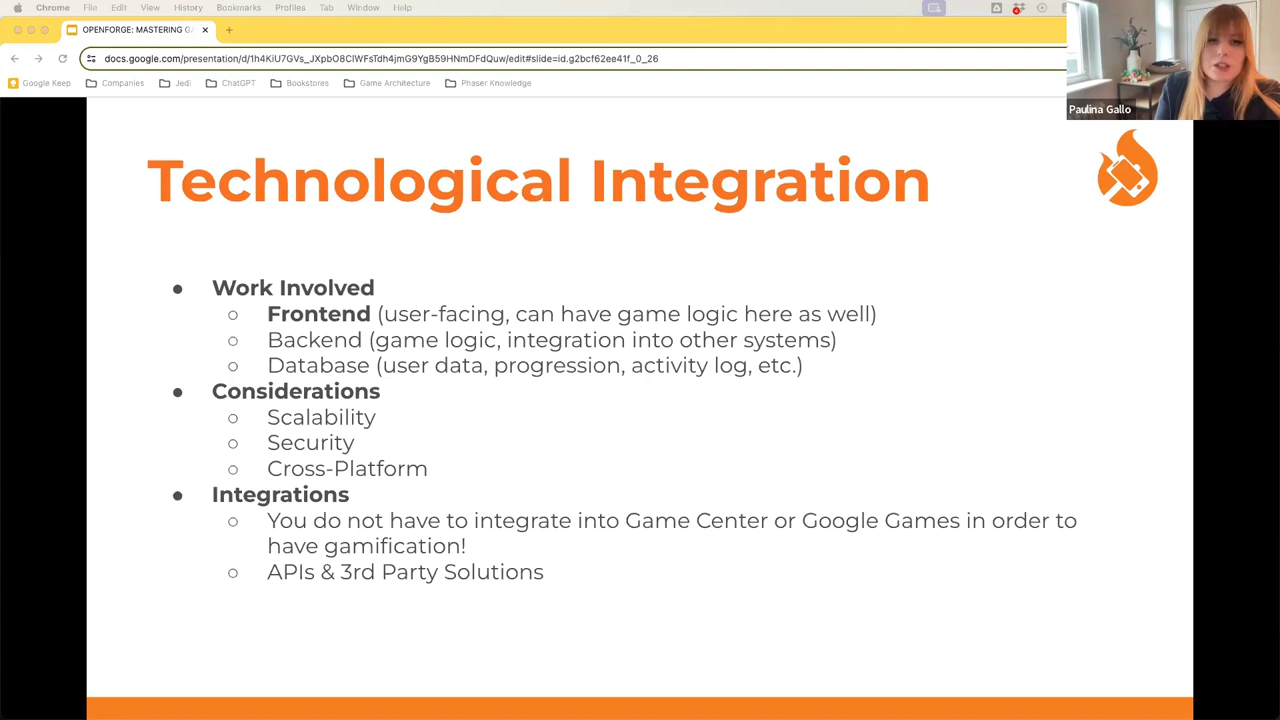 Chrome File Edit View History Bookmarks Profiles Tab Window Help
OPENFORGE: MASTERING GA
docs.google.com/presentation/d/1h4KiU7GVs_JXpbO8ClWFsTdh4jmG9YgB59HNmDFdQuw/edit#slide=id.g2bcf62ee41f_0_26
Google Keep Companies Jedi ChatGPT Bookstores Game Architecture Phaser Knowledge
Paulina Gallo
Technological Integration
● Work Involved
○ Frontend (user-facing, can have game logic here as well)
○ Backend (game logic, integration into other systems)
○ Database (user data, progression, activity log, etc.)
● Considerations
○ Scalability
○ Security
○ Cross-Platform
● Integrations
○ You do not have to integrate into Game Center or Google Games in order to
have gamification!
○ APIs & 3rd Party Solutions